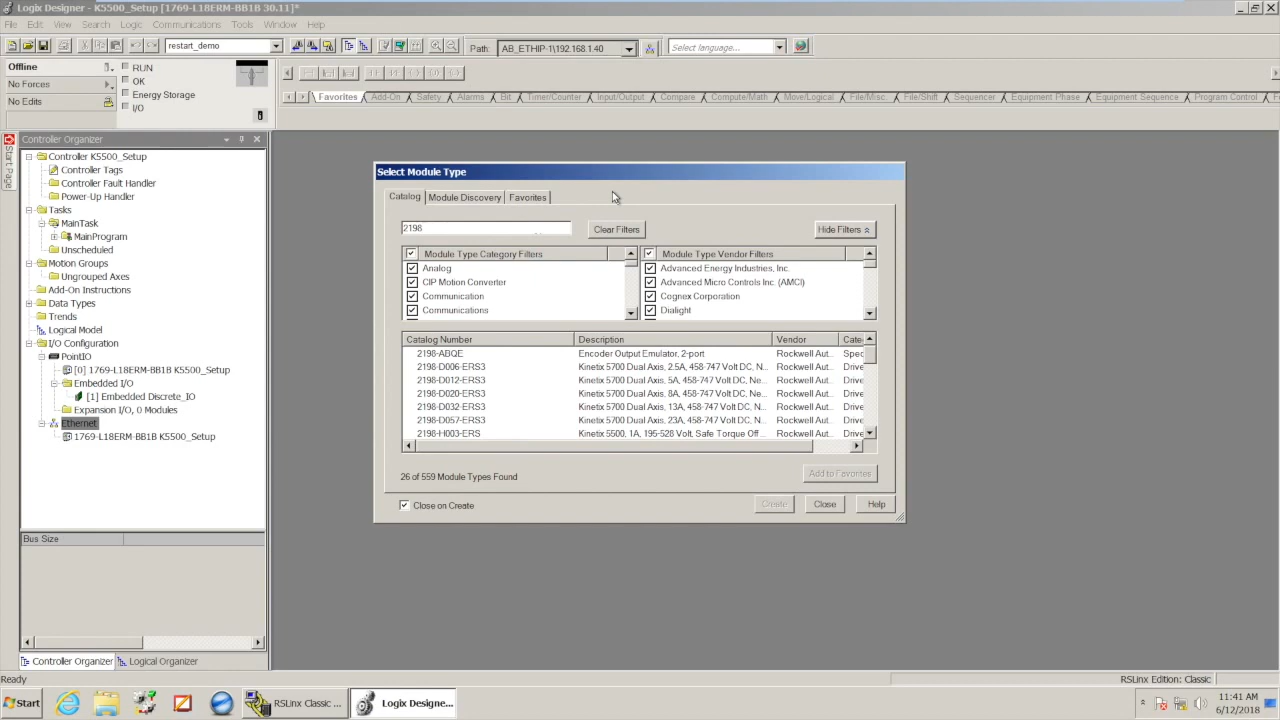 Logix Designer - K5500_Setup [1769-L18ERM-BB1B 30.11]*
File Edit View Search Logic Communications Tools Window Help
restart_demo
Path: AB_ETHIP-1\192.168.1.40
Select language...
Offline
No Forces
No Edits
RUN
OK
Energy Storage
I/O
Favorites Add-On Safety Alarms Bit Timer/Counter Input/Output Compare Compute/Math Move/Logical File/Misc. File/Shift Sequencer Equipment Phase Equipment Sequence Program Control
Start Page
Controller Organizer
Controller K5500_Setup
Controller Tags
Controller Fault Handler
Power-Up Handler
Tasks
MainTask
MainProgram
Unscheduled
Motion Groups
Ungrouped Axes
Add-On Instructions
Data Types
Trends
Logical Model
I/O Configuration
PointIO
[0] 1769-L18ERM-BB1B K5500_Setup
Embedded I/O
[1] Embedded Discrete_IO
Expansion I/O, 0 Modules
Ethernet
1769-L18ERM-BB1B K5500_Setup
Bus Size
Controller Organizer Logical Organizer
Select Module Type
Catalog Module Discovery Favorites
2198
Clear Filters
Hide Filters
Module Type Category Filters
Analog
CIP Motion Converter
Communication
Communications
Module Type Vendor Filters
Advanced Energy Industries, Inc.
Advanced Micro Controls Inc. (AMCI)
Cognex Corporation
Dialight
Catalog Number Description Vendor Cate
2198-ABQE Encoder Output Emulator, 2-port Rockwell Aut... Spec
2198-D006-ERS3 Kinetix 5700 Dual Axis, 2.5A, 458-747 Volt DC, N... Rockwell Aut... Drive
2198-D012-ERS3 Kinetix 5700 Dual Axis, 5A, 458-747 Volt DC, Ne... Rockwell Aut... Drive
2198-D020-ERS3 Kinetix 5700 Dual Axis, 8A, 458-747 Volt DC, Ne... Rockwell Aut... Drive
2198-D032-ERS3 Kinetix 5700 Dual Axis, 13A, 458-747 Volt DC, N... Rockwell Aut... Drive
2198-D057-ERS3 Kinetix 5700 Dual Axis, 23A, 458-747 Volt DC, N... Rockwell Aut... Drive
2198-H003-ERS Kinetix 5500, 1A, 195-528 Volt, Safe Torque Off ... Rockwell Aut... Drive
26 of 559 Module Types Found
Add to Favorites
Close on Create
Create
Close
Help
Ready
RSLinx Edition: Classic
Start
RSLinx Classic ...
Logix Designe...
11:41 AM
6/12/2018